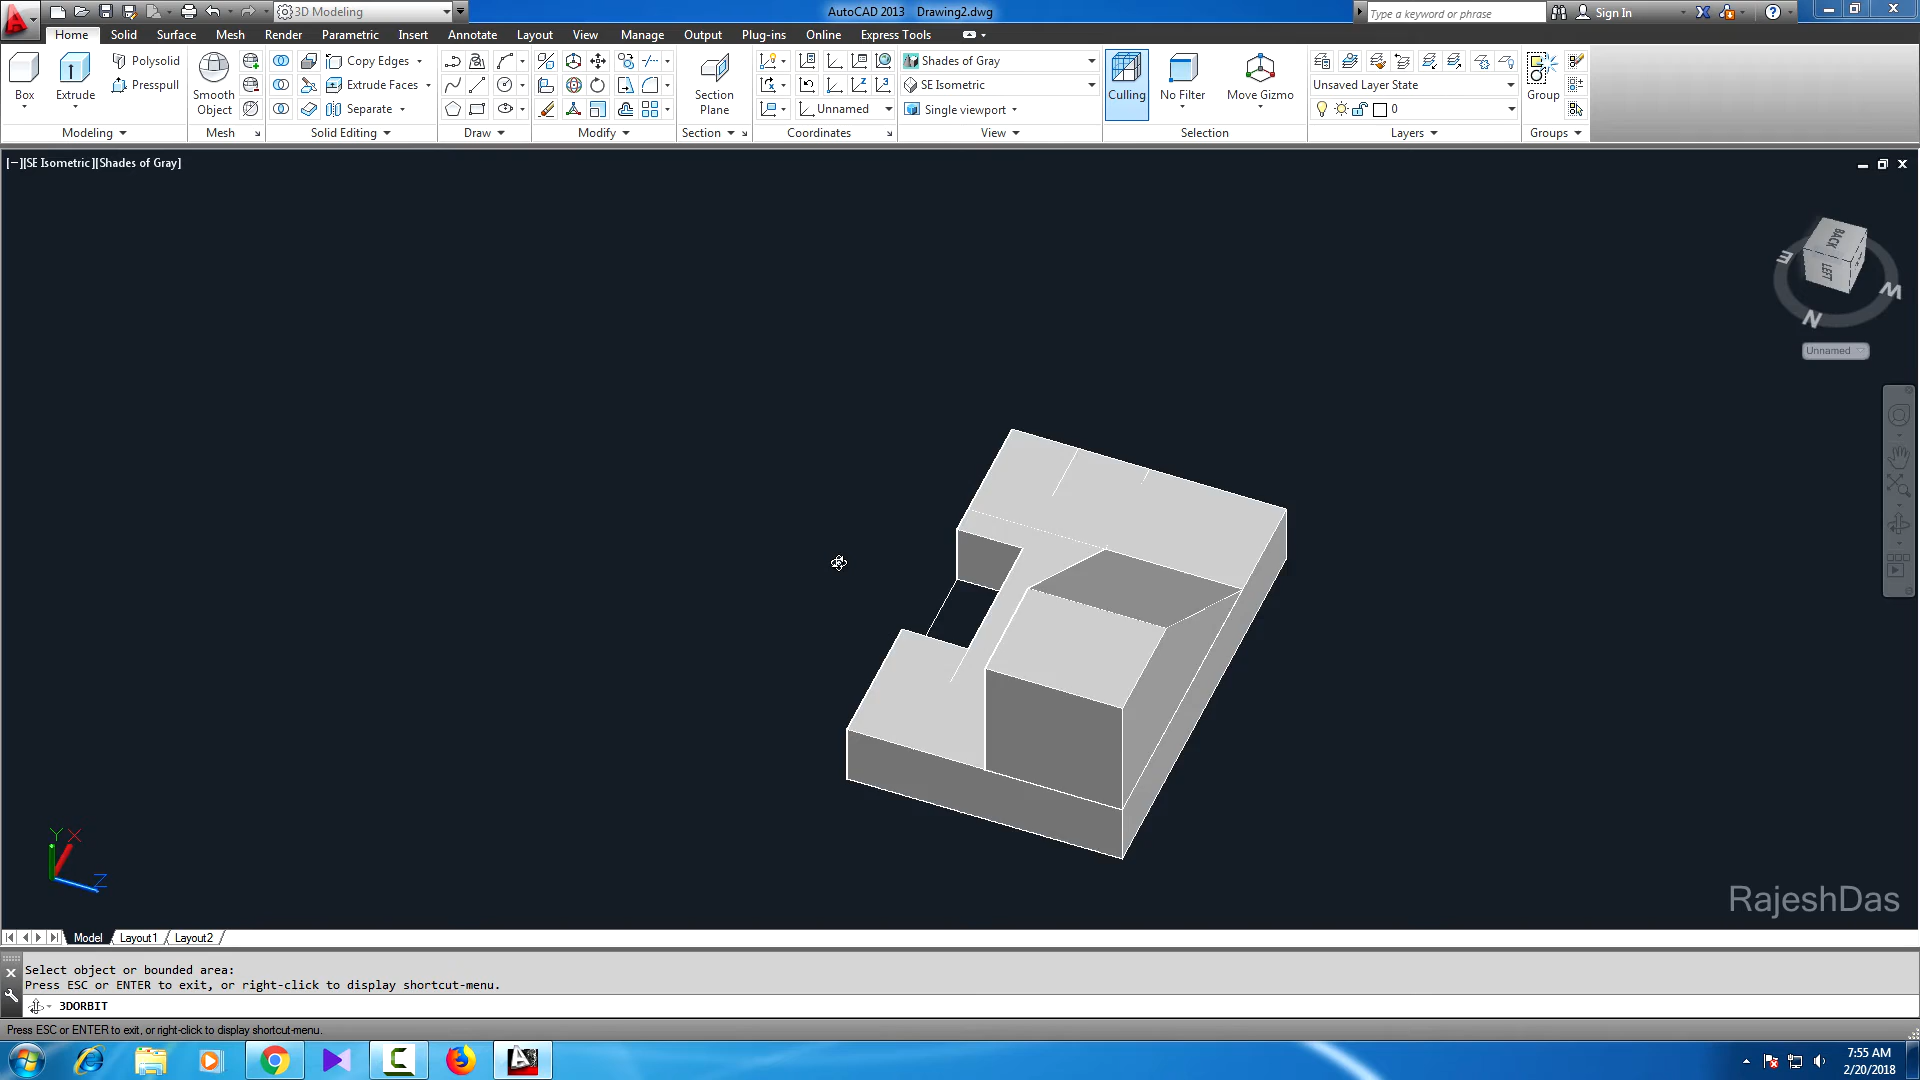 3D Modeling
AutoCAD 2013 Drawing2.dwg
Type a keyword or phrase
Sign In
Home Solid Surface Mesh Render Parametric Insert Annotate Layout View Manage Output Plug-ins Online Express Tools
Box
Extrude
Polysolid
Presspull
Modeling
Smooth
Object
Mesh
Copy Edges
Extrude Faces
Separate
Solid Editing
Draw
Modify
Section
Plane
Section
Unnamed
Coordinates
Shades of Gray
SE Isometric
Single viewport
View
Culling
No Filter
Move Gizmo
Selection
Unsaved Layer State
0
Layers
Group
Groups
[−][SE Isometric][Shades of Gray]
BACK
LEFT
E
W
N
Unnamed
Y X
Z
RajeshDas
Model Layout1 Layout2
Select object or bounded area:
Press ESC or ENTER to exit, or right-click to display shortcut-menu.
3DORBIT
Press ESC or ENTER to exit, or right-click to display shortcut-menu.
7:55 AM
2/20/2018